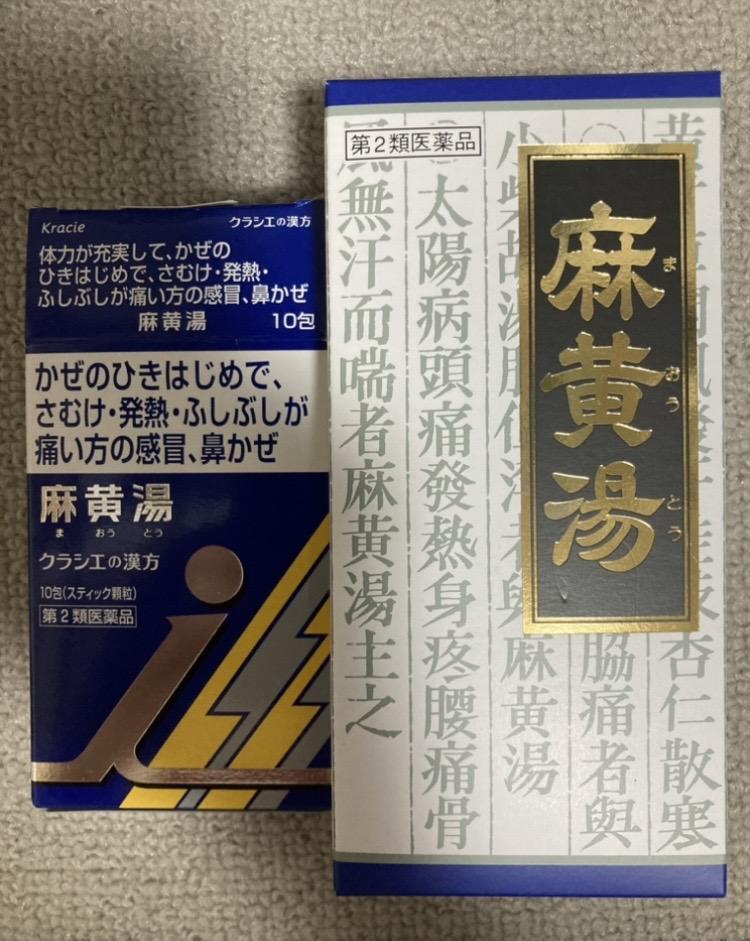 Kracie
クラシエの漢方
体力が充実して、かぜの
ひきはじめで、さむけ・発熱・
ふしぶしが痛い方の感冒、鼻かぜ
麻黄湯 10包
かぜのひきはじめで、
さむけ・発熱・ふしぶしが
痛い方の感冒、鼻かぜ
麻黄湯
ま おう とう
クラシエの漢方
10包(スティック顆粒)
第2類医薬品
第2類医薬品
麻黄湯
ま おう とう
杏仁散寒
脇痛者與
麻黄湯
太陽病頭痛發熱身疼腰痛骨
風無汗而喘者麻黄湯主之